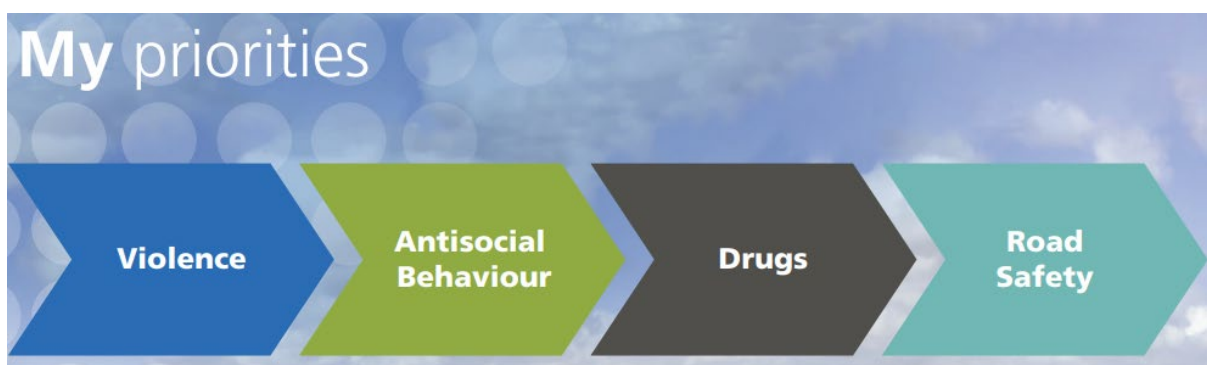 My priorities
Violence
Antisocial
Behaviour
Drugs
Road
Safety